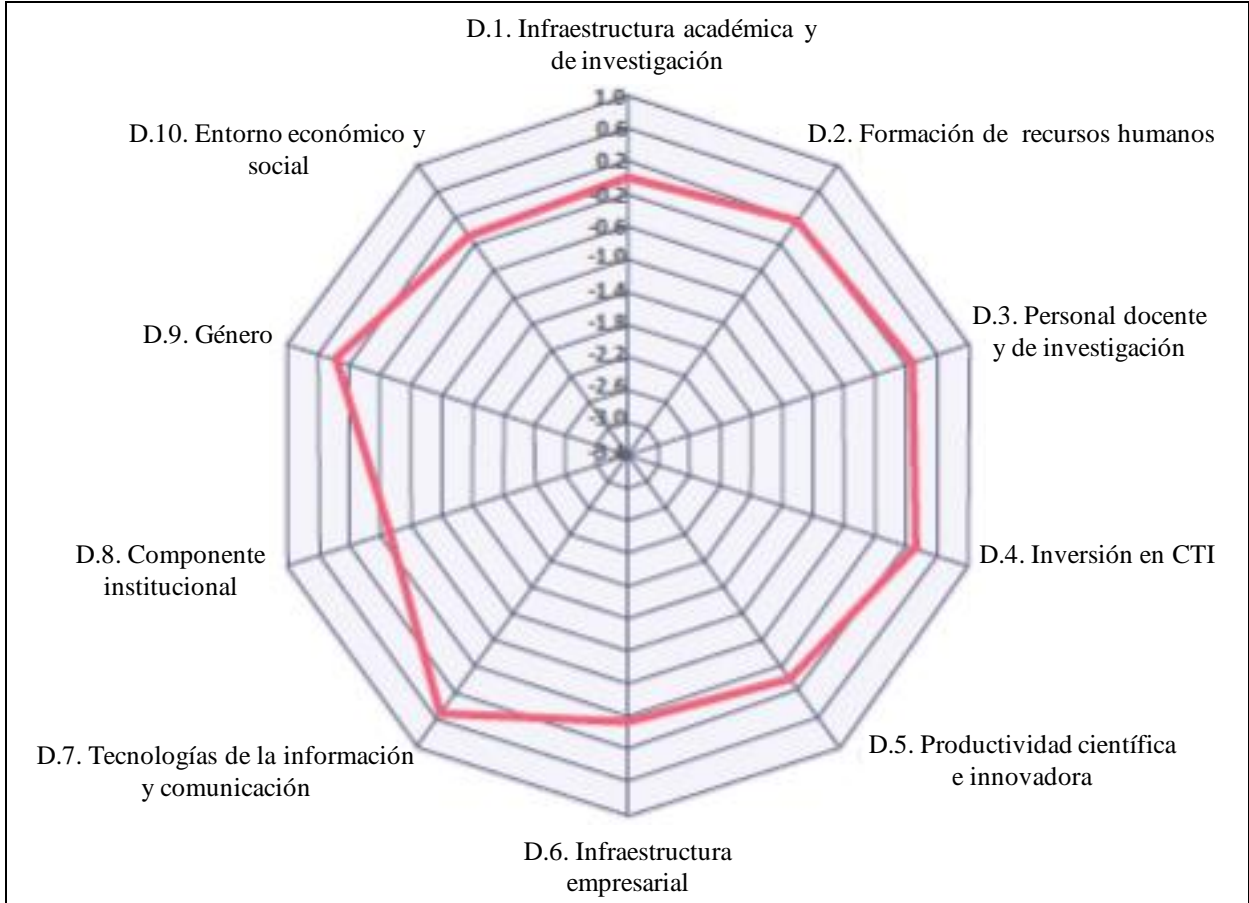 D.1. Infraestructura académica y
de investigación
D.10. Entorno económico y
social
D.2. Formación de recursos humanos
1.0
0.6
0.2
-0.2
-0.6
-1.0
-1.4
-1.8
-2.2
-2.6
-3.0
D.9. Género
D.3. Personal docente
y de investigación
D.8. Componente
institucional
D.4. Inversión en CTI
D.7. Tecnologías de la información
y comunicación
D.5. Productividad científica
e innovadora
D.6. Infraestructura
empresarial